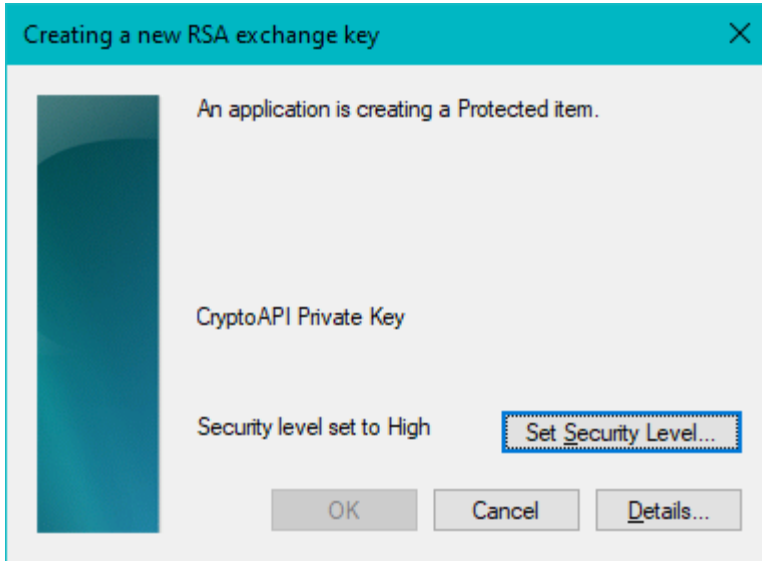 Creating a new RSA exchange key
An application is creating a Protected item.
CryptoAPI Private Key
Security level set to High
Set Security Level...
OK
Cancel
Details...